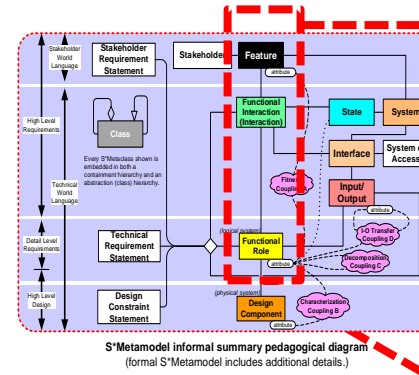 Stakeholder
World
Language
High Level
Requirements
Technical
World
Language
Detail Level
Requirements
High Level
Design
Stakeholder
Requirement
Statement
Class
Every S*Metaclass shown is
embedded in both a
containment hierarchy and an
abstraction (class) hierarchy.
Technical
Requirement
Statement
Design
Constraint
Statement
Stakeholder
Feature
attribute
Functional
Interaction
(Interaction)
State
System
Interface
System of
Access
Input/
Output
attribute
Coupling A
I-O Transfer
Coupling D
Decomposition
Coupling C
Characterization
Coupling B
(logical system)
Functional
Role
attribute
(physical system)
Design
Component
attribute
S*Metamodel informal summary pedagogical diagram
(formal S*Metamodel includes additional details.)